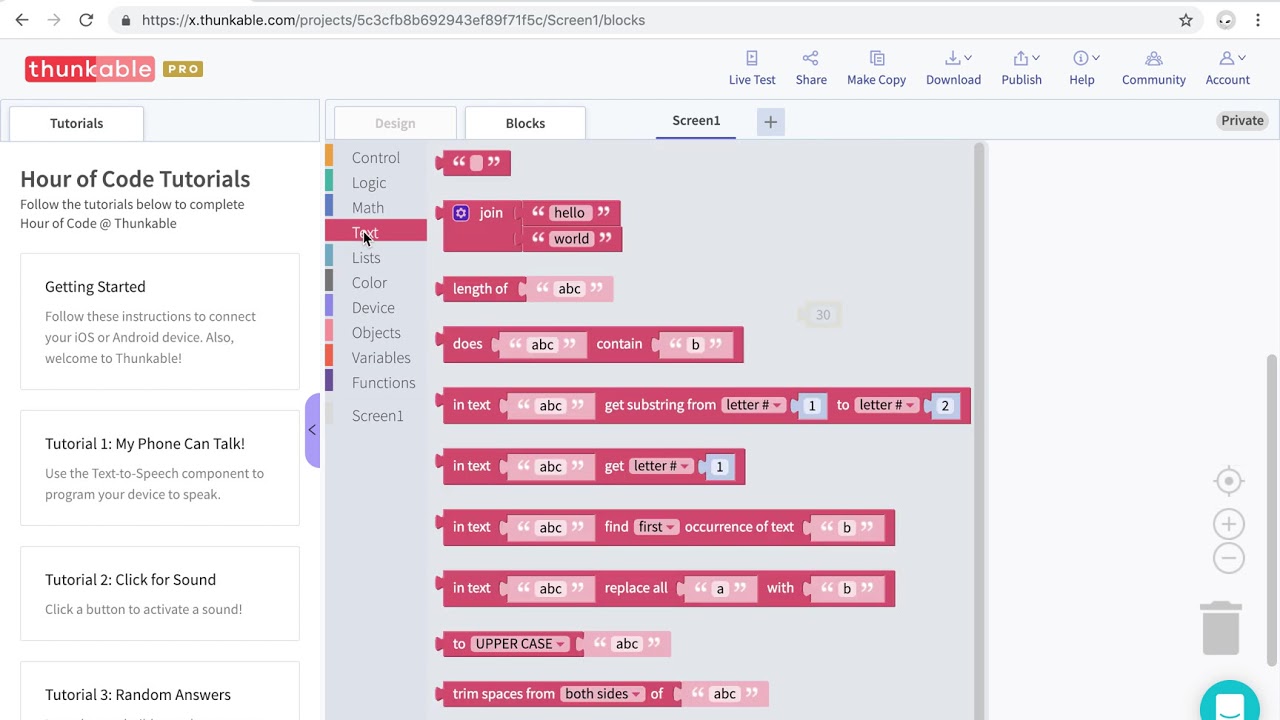 https://x.thunkable.com/projects/5c3cfb8b692943ef89f71f5c/Screen1/blocks
thunkable PRO
Live Test
Share
Make Copy
Download
Publish
Help
Community
Account
Tutorials
Design
Blocks
Screen1
+
Private
Hour of Code Tutorials
Follow the tutorials below to complete
Hour of Code @ Thunkable
Getting Started
Follow these instructions to connect
your iOS or Android device. Also,
welcome to Thunkable!
Tutorial 1: My Phone Can Talk!
Use the Text-to-Speech component to
program your device to speak.
Tutorial 2: Click for Sound
Click a button to activate a sound!
Tutorial 3: Random Answers
Control
Logic
Math
Text
Lists
Color
Device
Objects
Variables
Functions
Screen1
“ ”
join “ hello ”
“ world ”
length of “ abc ”
30
does “ abc ” contain “ b ”
in text “ abc ” get substring from letter # 1 to letter # 2
in text “ abc ” get letter # 1
in text “ abc ” find first occurrence of text “ b ”
in text “ abc ” replace all “ a ” with “ b ”
to UPPER CASE “ abc ”
trim spaces from both sides of “ abc ”